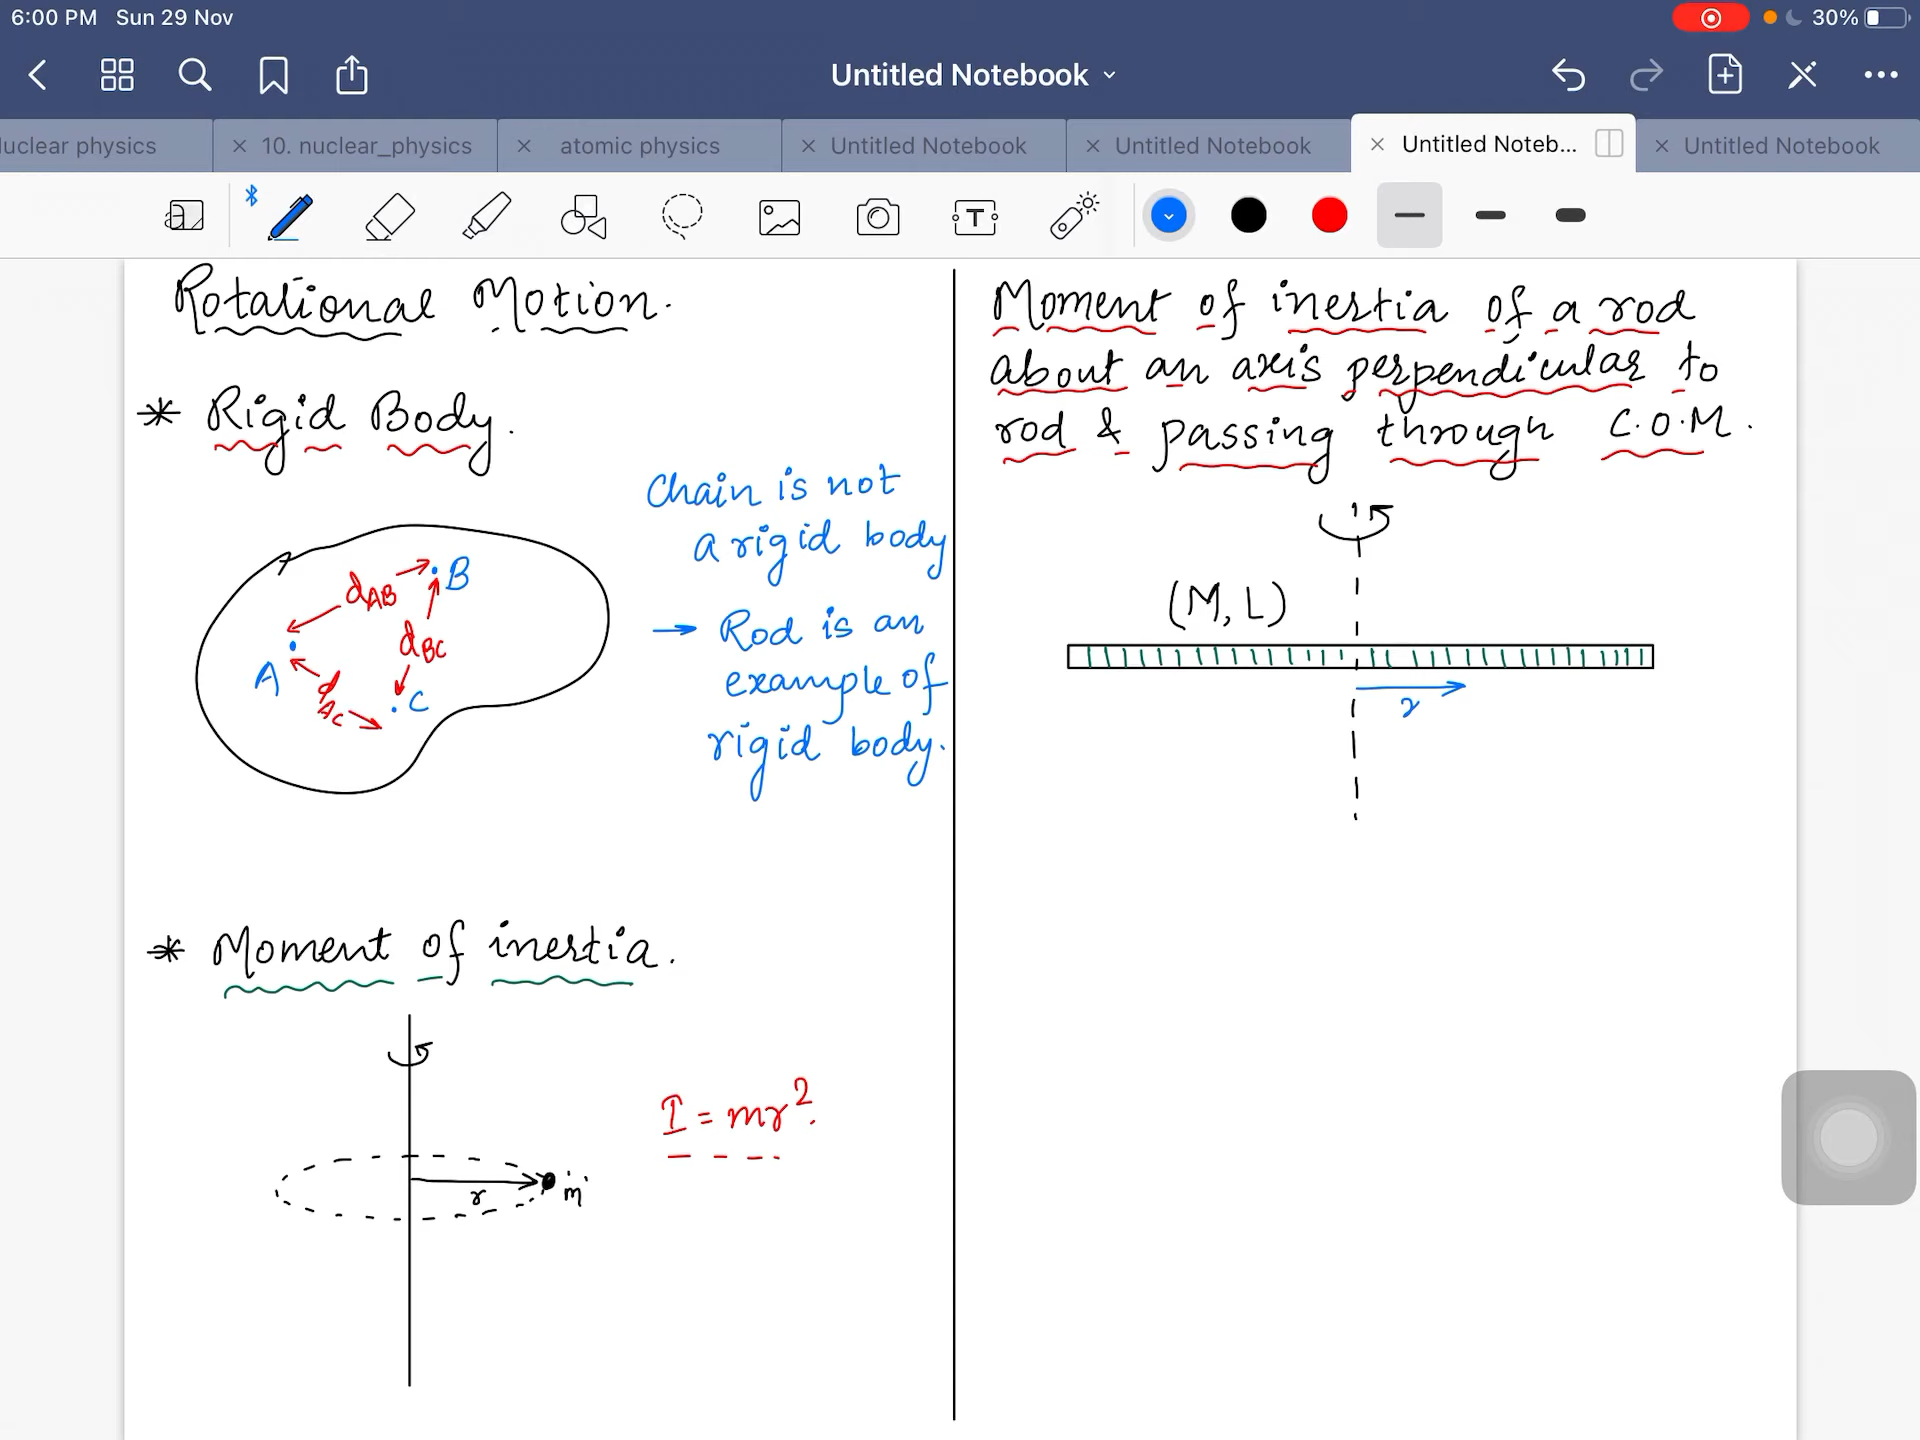 6:00 PM Sun 29 Nov
30%
Untitled Notebook
luclear physics
10. nuclear_physics
atomic physics
Untitled Notebook
Untitled Notebook
Untitled Noteb...
Untitled Notebook
a
T
Rotational Motion.
* Rigid Body.
Chain is not
a rigid body
→ Rod is an
example of
rigid body.
dAB
B
dBC
A
dAC
C
* Moment of inertia.
I = mr².
r
m
Moment of inertia of a rod
about an axis perpendicular to
rod & passing through C.O.M.
(M, L)
r